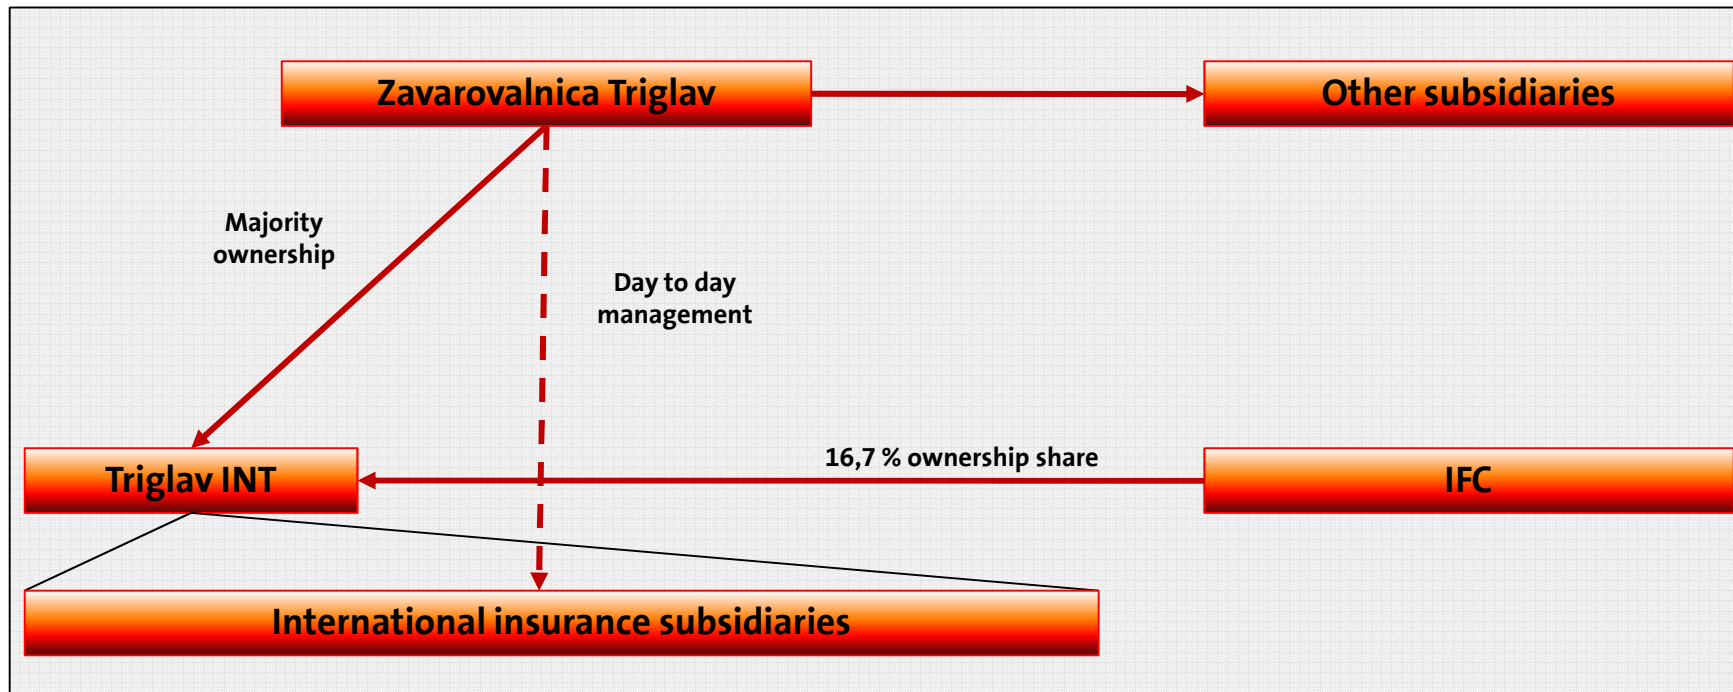 Zavarovalnica Triglav
Other subsidiaries
Majority
ownership
Day to day
management
16,7 % ownership share
Triglav INT
IFC
International insurance subsidiaries